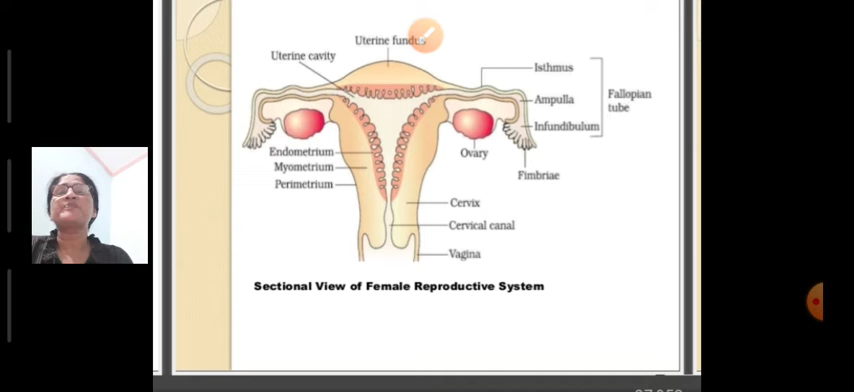 Uterine fundus
Uterine cavity
Isthmus
Ampulla
Fallopian
tube
Infundibulum
Endometrium
Ovary
Myometrium
Fimbriae
Perimetrium
Cervix
Cervical canal
Vagina
Sectional View of Female Reproductive System